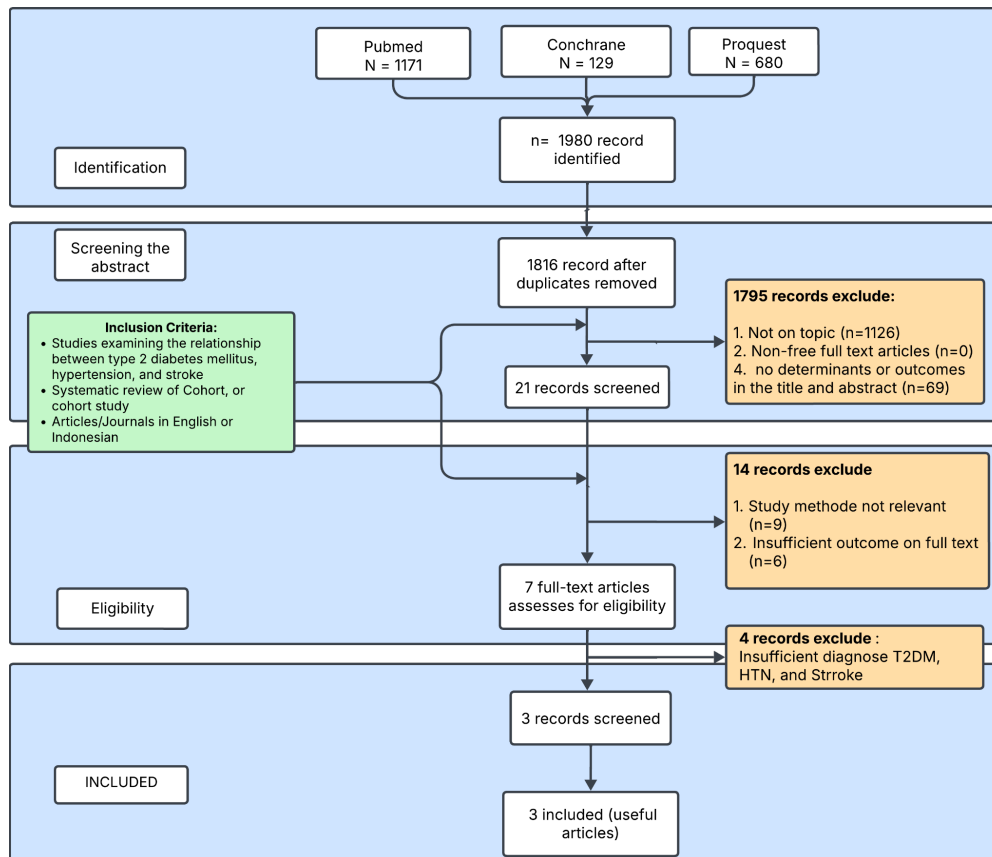 Pubmed
N = 1171
Conchrane
N = 129
Proquest
N = 680
n=  1980 record
identified
Identification
Screening the
abstract
1816 record after
duplicates removed
1795 records exclude:
1. Not on topic (n=1126)
2. Non-free full text articles (n=0)
4.  no determinants or outcomes
in the title and abstract (n=69)
Inclusion Criteria:
• Studies examining the relationship
between type 2 diabetes mellitus,
hypertension, and stroke
• Systematic review of Cohort, or
cohort study
• Articles/Journals in English or
Indonesian
21 records screened
14 records exclude
1. Study methode not relevant
(n=9)
2. Insufficient outcome on full text
(n=6)
7 full-text articles
assesses for eligibility
Eligibility
4 records exclude :
Insufficient diagnose T2DM,
HTN, and Strroke
3 records screened
INCLUDED
3 included (useful
articles)